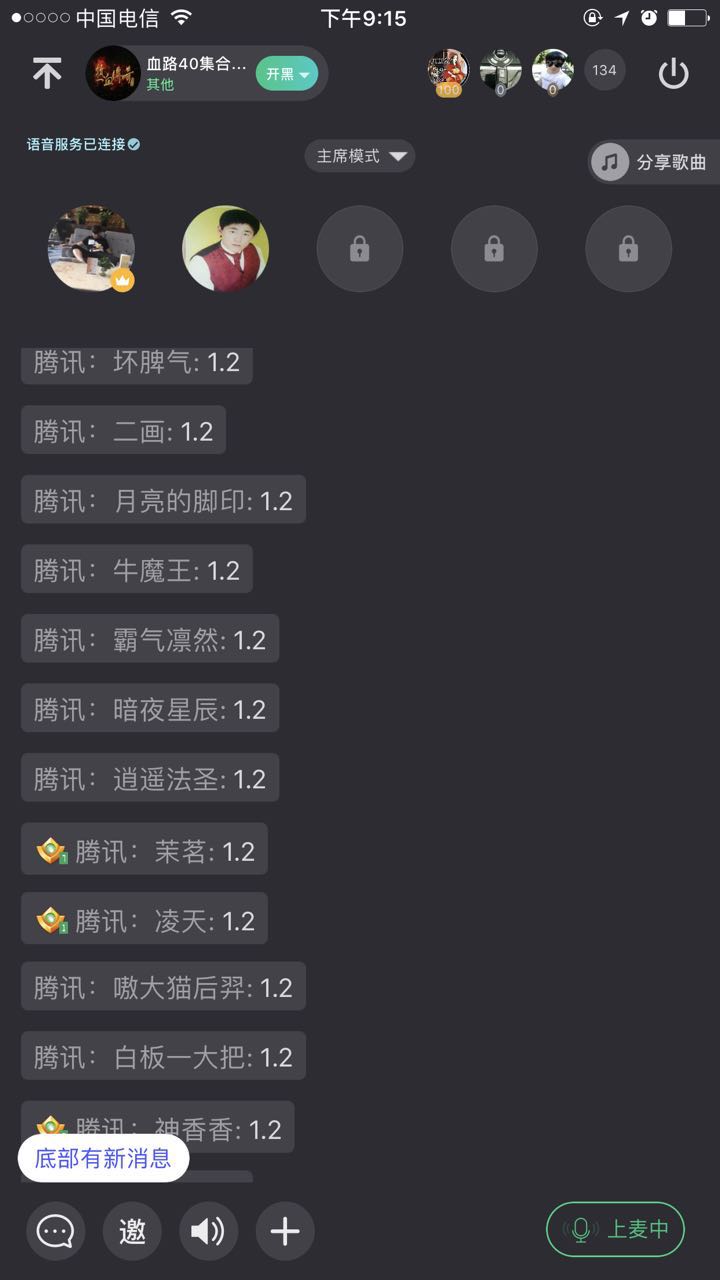 中国电信
下午9:15
血路40集合...
其他
开黑
100
0
0
134
语音服务已连接
主席模式
分享歌曲
腾讯：坏脾气: 1.2
腾讯：二画: 1.2
腾讯：月亮的脚印: 1.2
腾讯：牛魔王: 1.2
腾讯：霸气凛然: 1.2
腾讯：暗夜星辰: 1.2
腾讯：逍遥法圣: 1.2
1 腾讯：茉茗: 1.2
1 腾讯：凌天: 1.2
腾讯：嗷大猫后羿: 1.2
腾讯：白板一大把: 1.2
腾讯：神香香: 1.2
底部有新消息
邀
上麦中